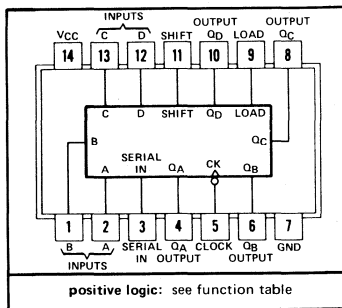 INPUTS OUTPUT OUTPUT
VCC C D SHIFT QD LOAD QC
14 13 12 11 10 9 8
C D SHIFT QD LOAD
B QC
SERIAL
A IN QA CK QB
1 2 3 4 5 6 7
B A SERIAL QA CLOCK QB GND
INPUTS IN OUTPUT OUTPUT
positive logic: see function table